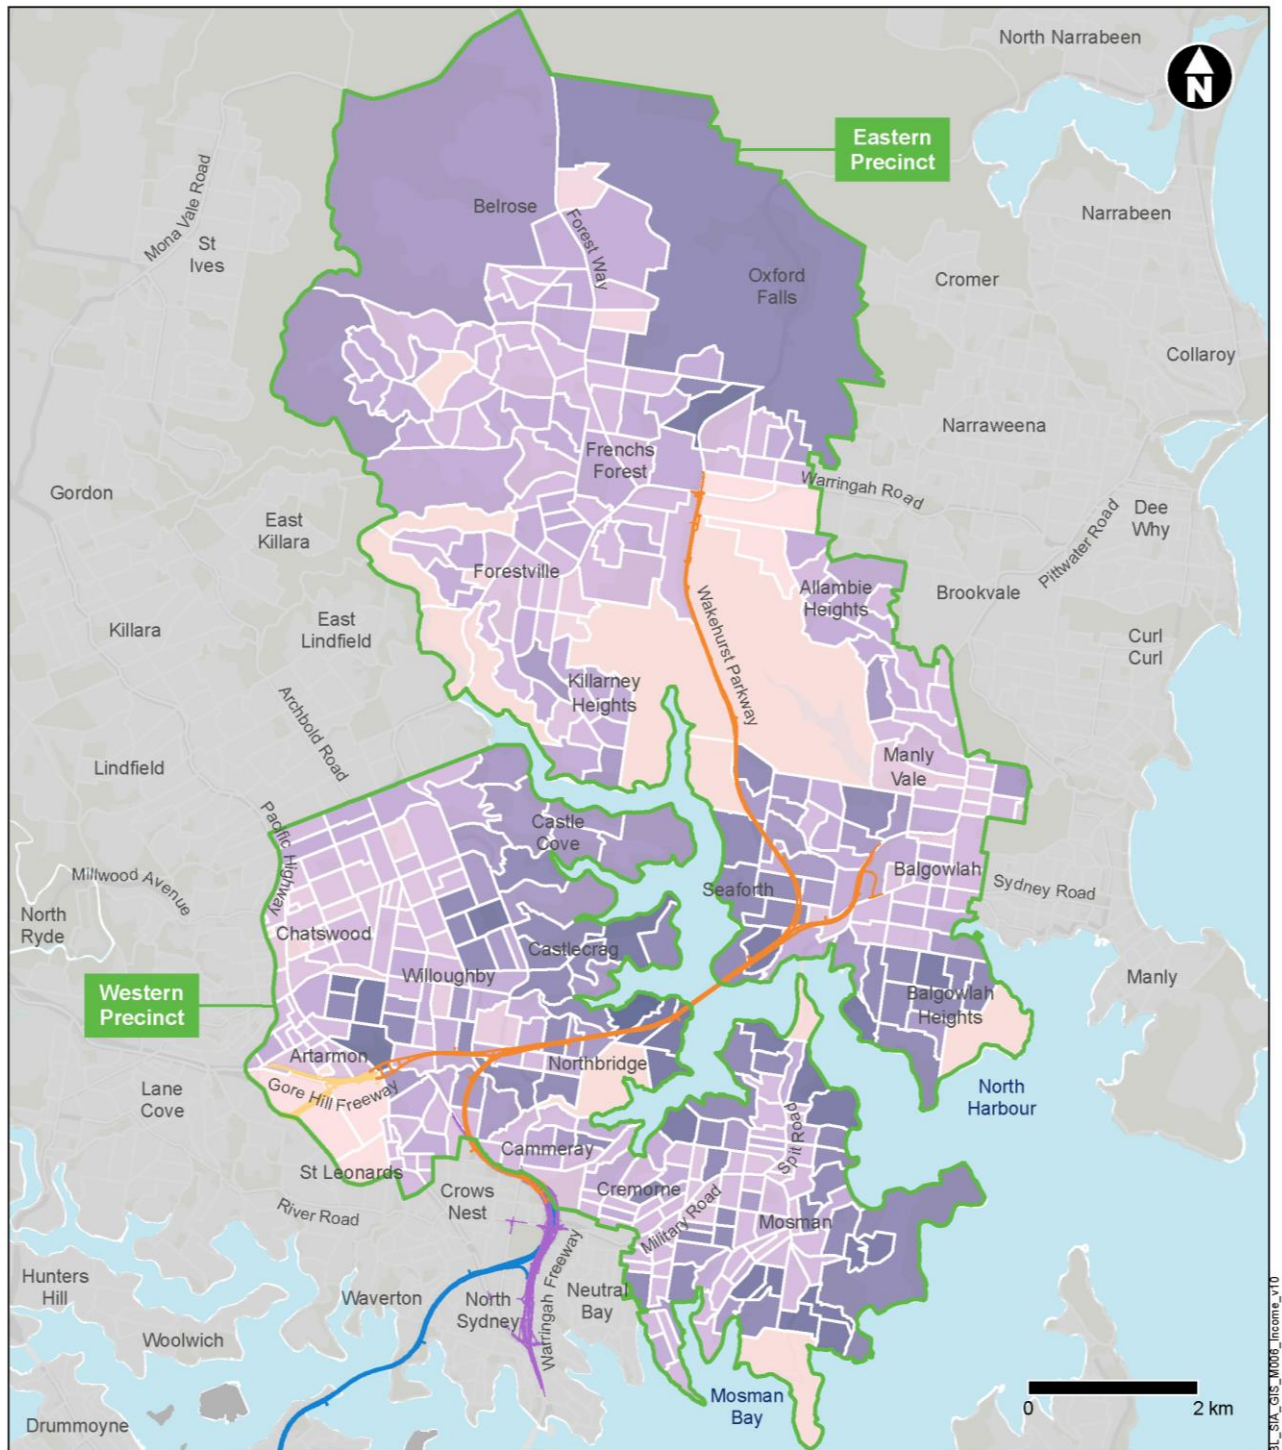 North Narrabeen
N
Eastern
Precinct
Mona Vale Road
Belrose
Narrabeen
St
Ives
Forest Way
Oxford
Falls
Cromer
Collaroy
Narraweena
Frenchs
Forest
Warringah Road
Gordon
Dee
Why
East
Killara
Pittwater Road
Forestville
Allambie
Heights
Brookvale
Wakehurst Parkway
East
Lindfield
Killara
Curl
Curl
Killarney
Heights
Archbold Road
Lindfield
Manly
Vale
Pacific Highway
Castle
Cove
Millwood Avenue
Balgowlah
Sydney Road
Seaforth
North
Ryde
Chatswood
Castlecrag
Willoughby
Manly
Western
Precinct
Balgowlah
Heights
Artarmon
Northbridge
Gore Hill Freeway
Lane
Cove
North
Harbour
Spit Road
Cammeray
St Leonards
Crows
Nest
Cremorne
River Road
Military Road
Mosman
Hunters
Hill
Waverton
North
Sydney
Warringah Freeway
Neutral
Bay
Woolwich
Mosman
Bay
Drummoyne
0
2 km
L_SIA_GIS_M006_Income_v10